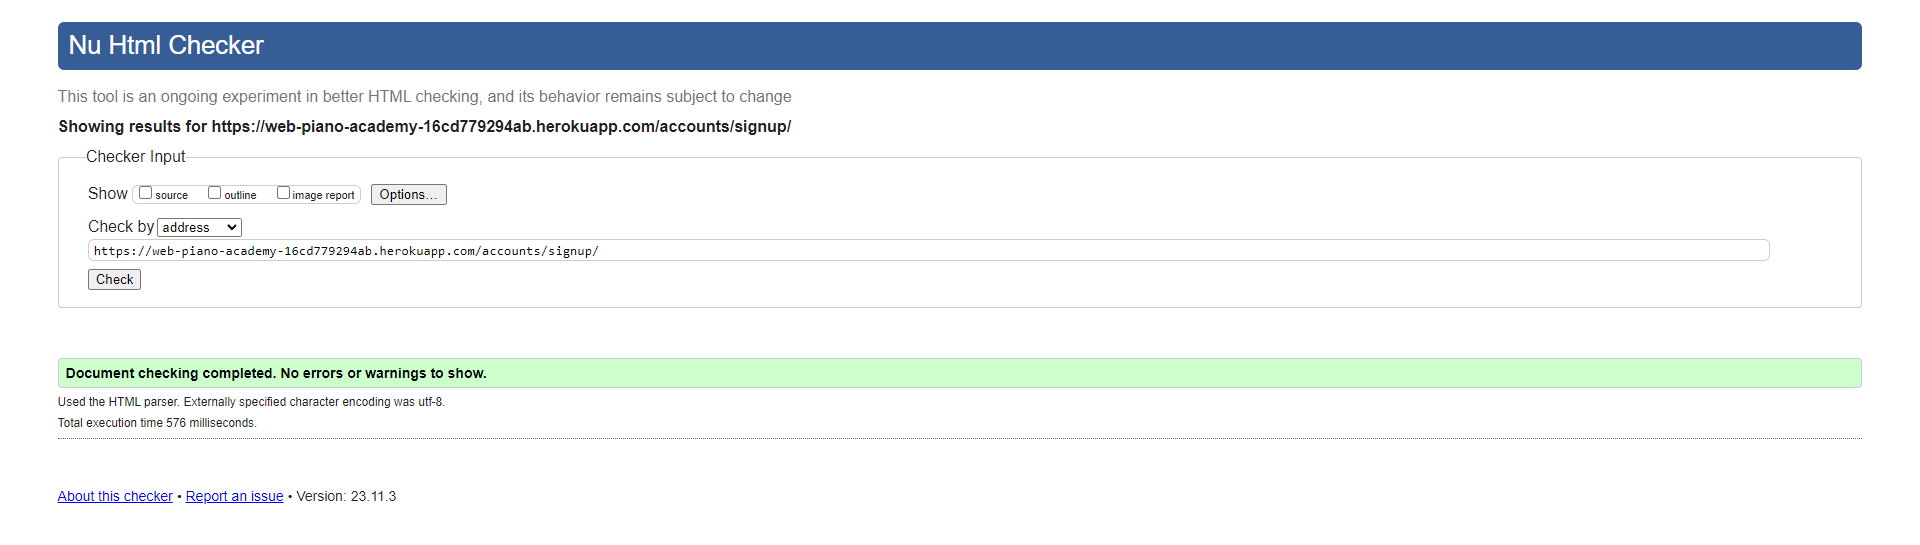 Nu Html Checker
This tool is an ongoing experiment in better HTML checking, and its behavior remains subject to change
Showing results for https://web-piano-academy-16cd779294ab.herokuapp.com/accounts/signup/
Checker Input
Show source outline image report Options...
Check by address
https://web-piano-academy-16cd779294ab.herokuapp.com/accounts/signup/
Check
Document checking completed. No errors or warnings to show.
Used the HTML parser. Externally specified character encoding was utf-8.
Total execution time 576 milliseconds.
About this checker • Report an issue • Version: 23.11.3